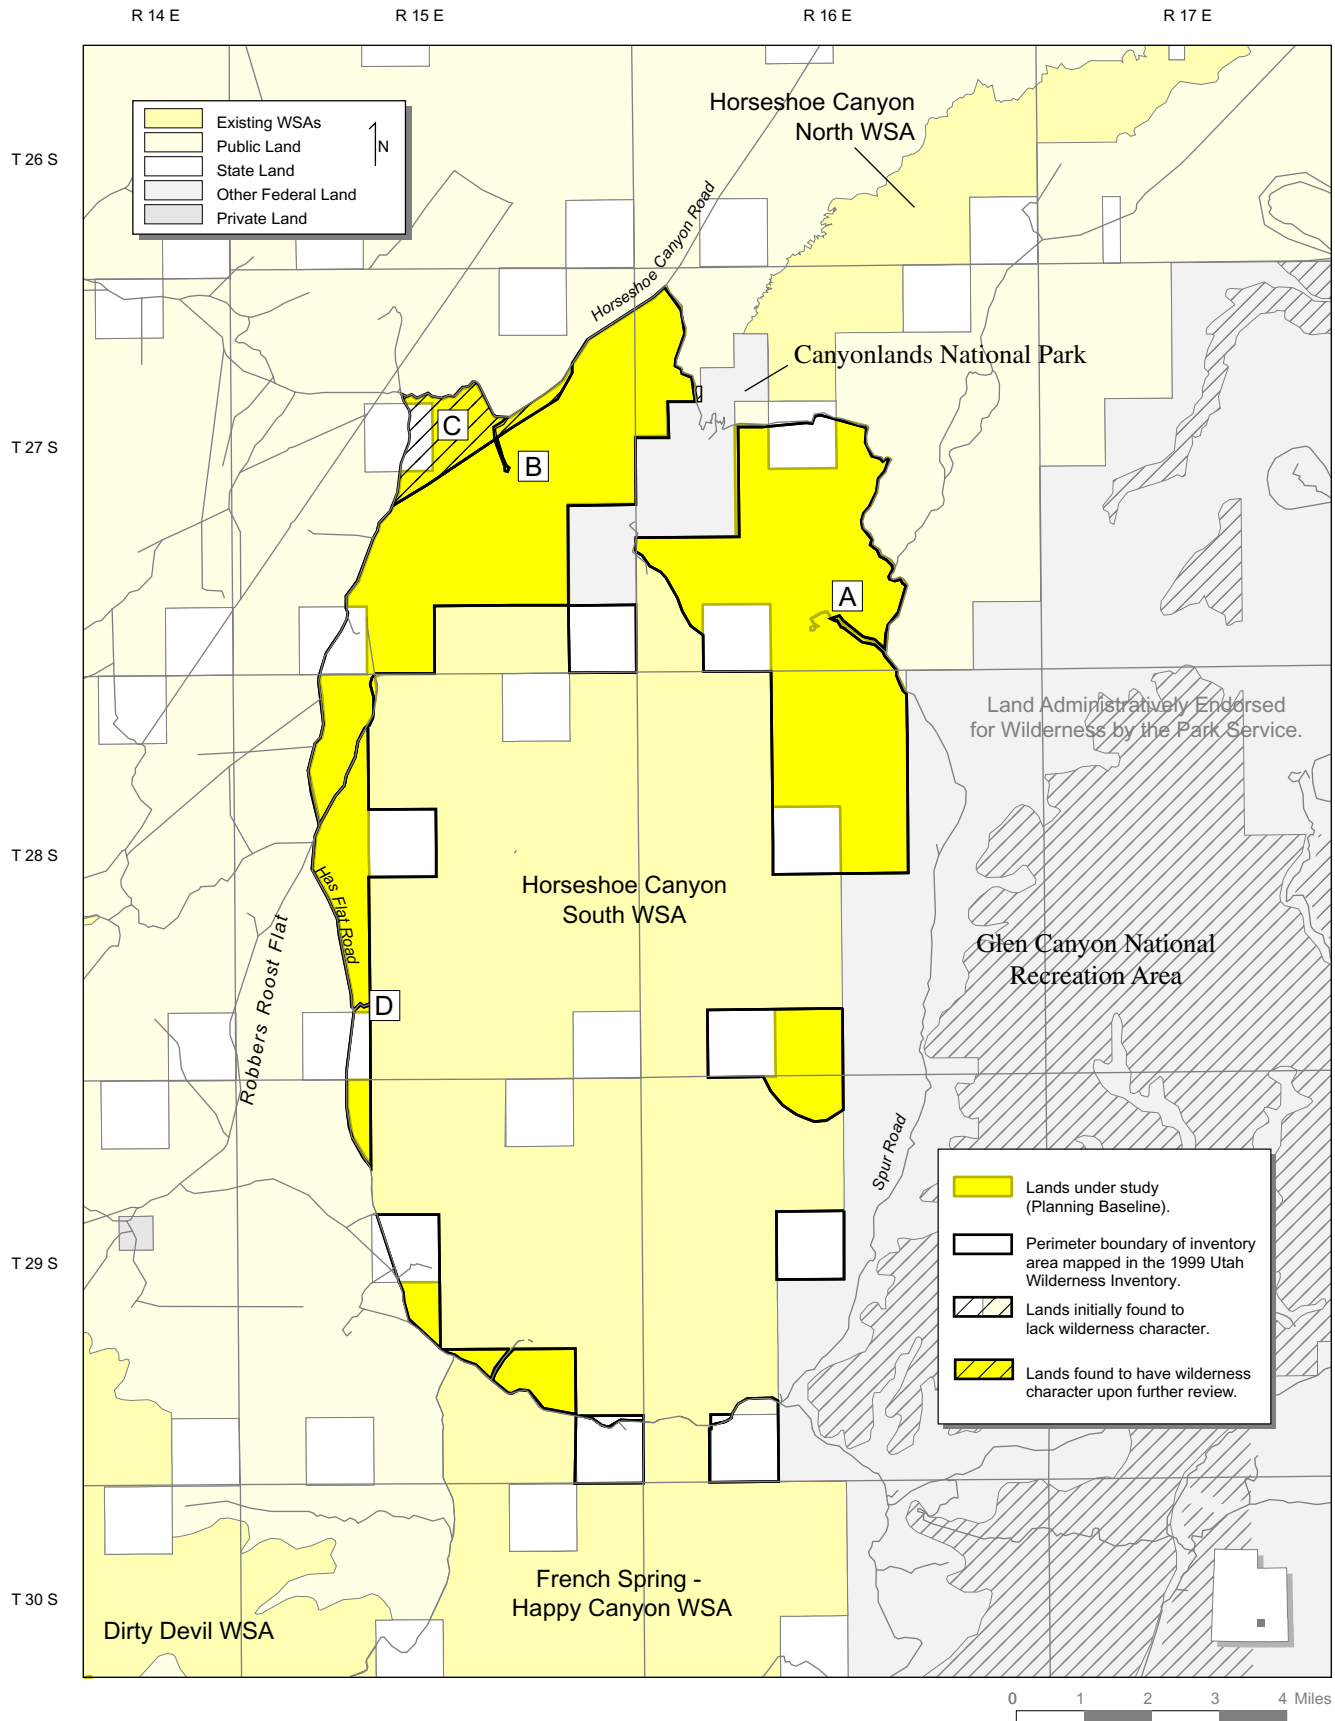 R 14 E
R 15 E
R 16 E
R 17 E
T 26 S
T 27 S
T 28 S
T 29 S
T 30 S
Existing WSAs
Public Land
State Land
Other Federal Land
Private Land
N
Horseshoe Canyon
North WSA
Horseshoe Canyon Road
Canyonlands National Park
C
B
A
Land Administratively Endorsed
for Wilderness by the Park Service.
Horseshoe Canyon
South WSA
Has Flat Road
Robbers Roost Flat
D
Glen Canyon National
Recreation Area
Spur Road
Lands under study
(Planning Baseline).
Perimeter boundary of inventory
area mapped in the 1999 Utah
Wilderness Inventory.
Lands initially found to
lack wilderness character.
Lands found to have wilderness
character upon further review.
French Spring -
Happy Canyon WSA
Dirty Devil WSA
0 1 2 3 4 Miles